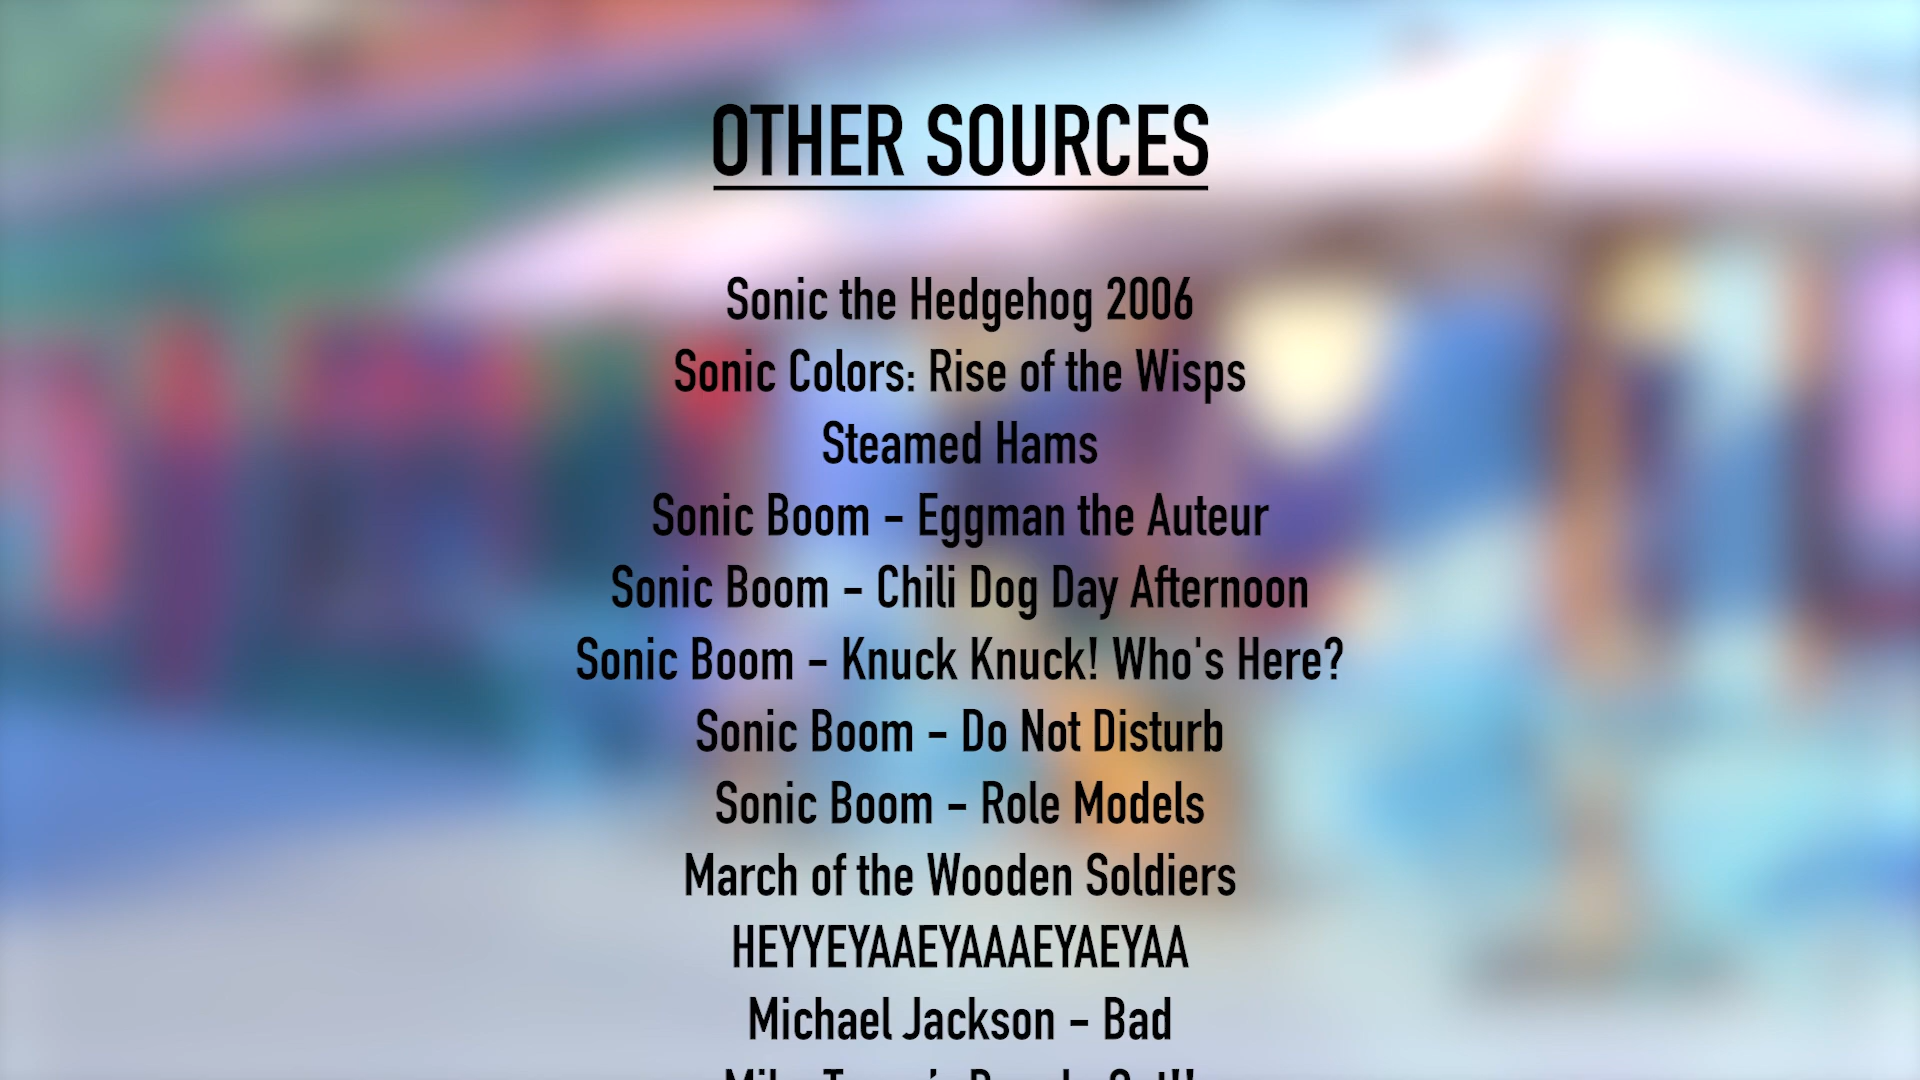 OTHER SOURCES
Sonic the Hedgehog 2006
Sonic Colors: Rise of the Wisps
Steamed Hams
Sonic Boom - Eggman the Auteur
Sonic Boom - Chili Dog Day Afternoon
Sonic Boom - Knuck Knuck! Who's Here?
Sonic Boom - Do Not Disturb
Sonic Boom - Role Models
March of the Wooden Soldiers
HEYYEYAAEYAAAEYAEYAA
Michael Jackson - Bad